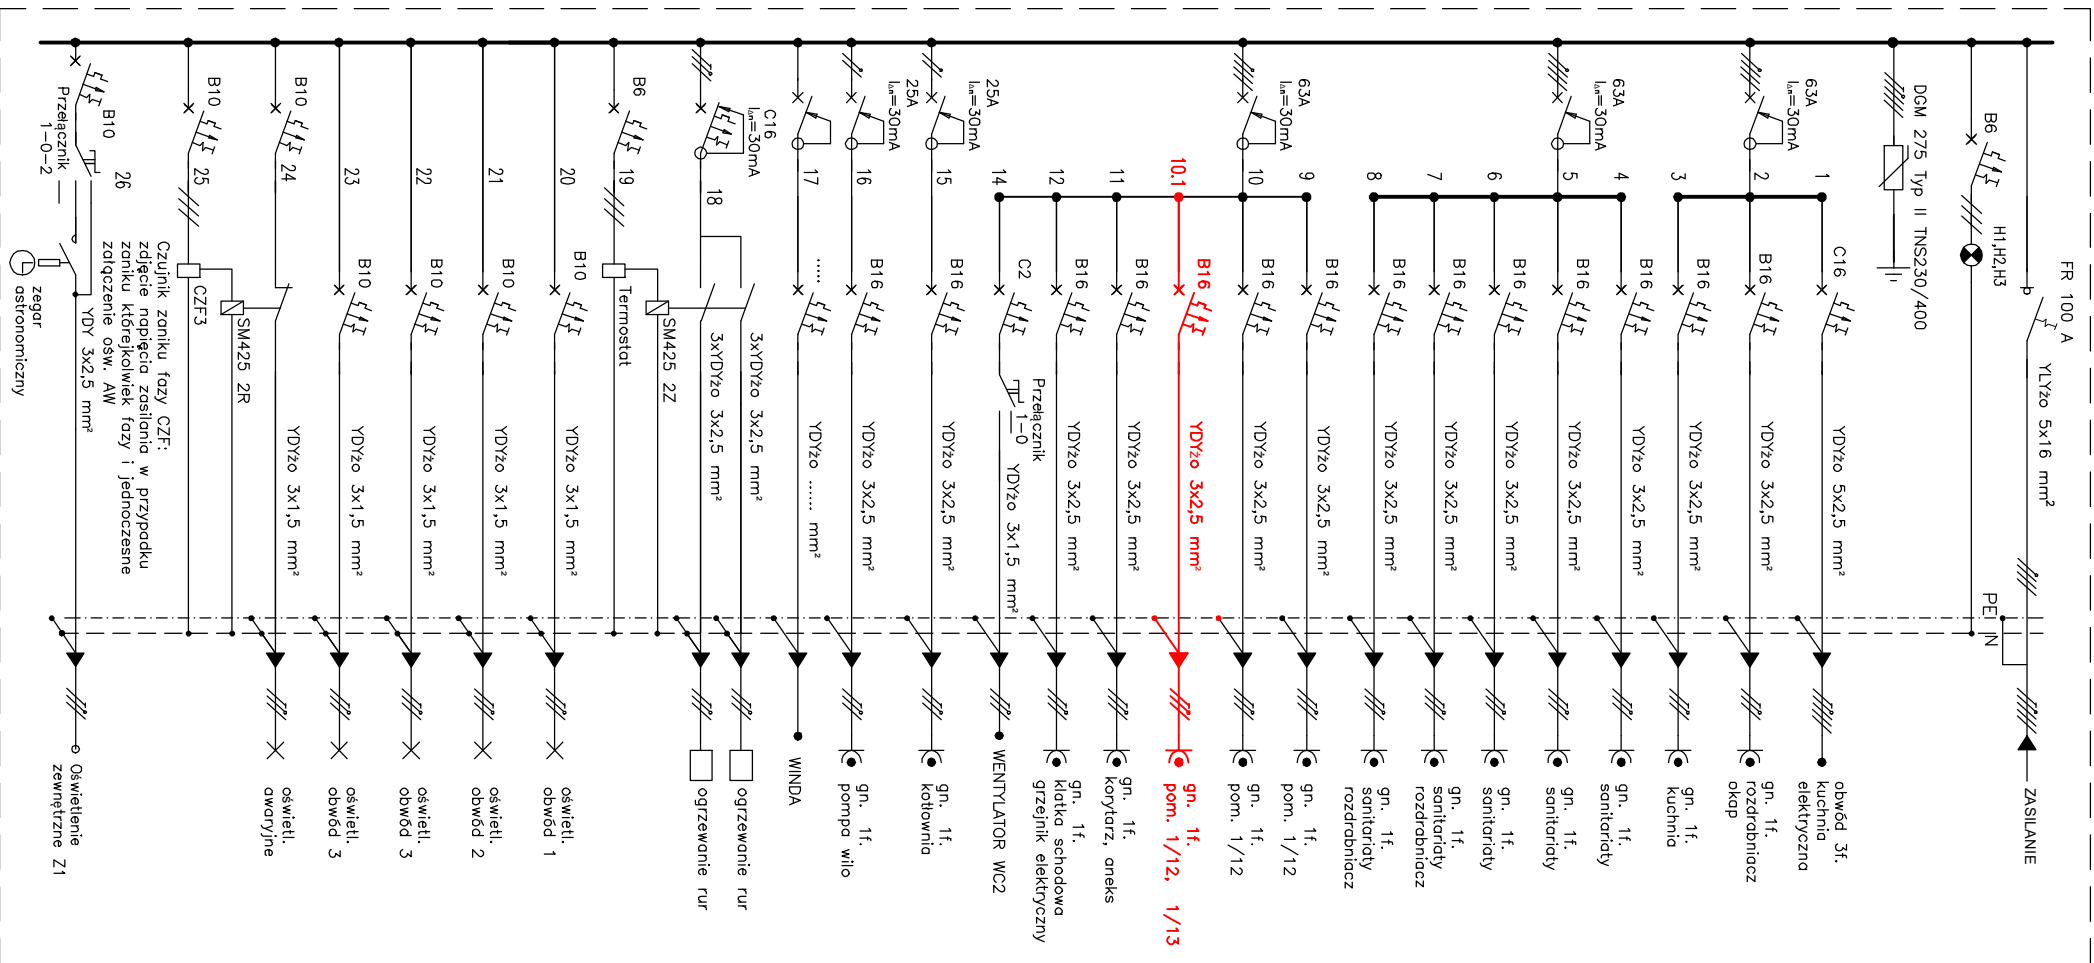 FR 100 A
YLYżo 5x16 mm²
PE
N
ZASILANIE
B6
H1,H2,H3
DGM 275 Typ II TNS230/400
63A
I∆n=30mA
1
C16
YDYżo 5x2,5 mm²
obwód 3f.
kuchnia
elektryczna
2
B16
YDYżo 3x2,5 mm²
gn. 1f.
rozdrabniacz
okap
3
gn. 1f.
kuchnia
63A
I∆n=30mA
4
B16
YDYżo 3x2,5 mm²
gn. 1f.
sanitariaty
5
B16
YDYżo 3x2,5 mm²
gn. 1f.
sanitariaty
6
B16
YDYżo 3x2,5 mm²
gn. 1f.
sanitariaty
7
B16
YDYżo 3x2,5 mm²
gn. 1f.
sanitariaty
rozdrabniacz
8
B16
YDYżo 3x2,5 mm²
gn. 1f.
sanitariaty
rozdrabniacz
63A
I∆n=30mA
9
B16
YDYżo 3x2,5 mm²
gn. 1f.
pom. 1/12
10
B16
YDYżo 3x2,5 mm²
gn. 1f.
pom. 1/12
10.1
B16
YDYżo 3x2,5 mm²
gn. 1f.
pom. 1/12, 1/13
11
B16
YDYżo 3x2,5 mm²
gn. 1f.
korytarz, aneks
12
B16
YDYżo 3x2,5 mm²
gn. 1f.
klatka schodowa
grzejnik elektryczny
14
C2
Przełącznik
1-0
YDYżo 3x1,5 mm²
WENTYLATOR WC2
25A
I∆n=30mA
15
B16
YDYżo 3x2,5 mm²
gn. 1f.
kotłownia
25A
I∆n=30mA
16
B16
YDYżo 3x2,5 mm²
gn. 1f.
pompa wilo
17
......
YDYżo ...... mm²
WINDA
C16
I∆n=30mA
18
3xYDYżo 3x2,5 mm²
ogrzewanie rur
3xYDYżo 3x2,5 mm²
ogrzewanie rur
B6
19
Termostat
SM425 2Z
20
B10
YDYżo 3x1,5 mm²
oświetl.
obwód 1
21
B10
YDYżo 3x1,5 mm²
oświetl.
obwód 2
22
B10
YDYżo 3x1,5 mm²
oświetl.
obwód 3
23
B10
YDYżo 3x1,5 mm²
oświetl.
obwód 3
B10
24
YDYżo 3x1,5 mm²
oświetl.
awaryjne
B10
25
CZF3
SM425 2R
Czujnik zaniku fazy CZF:
zdjęcie napięcia zasilania w przypadku
zaniku którejkolwiek fazy i jednoczesne
załączenie ośw. AW
B10
Przełącznik
1-0-2
26
YDY 3x2,5 mm²
zegar
astronomiczny
Oświetlenie
zewnętrzne Z1